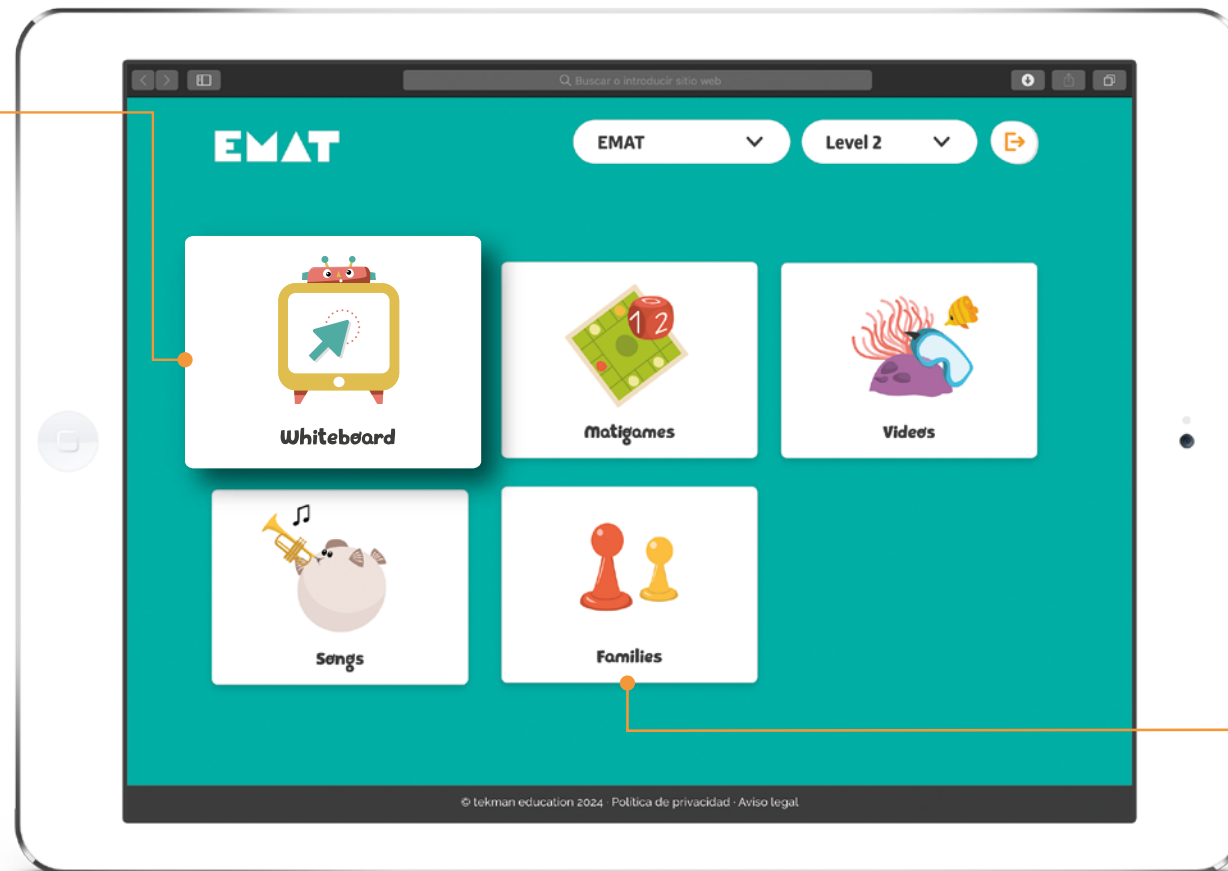 Buscar o introducir sitio web
EMAT
EMAT
Level 2
Whiteboard
1 2
Matigames
Videos
Songs
Families
© tekman education 2024 · Política de privacidad · Aviso legal